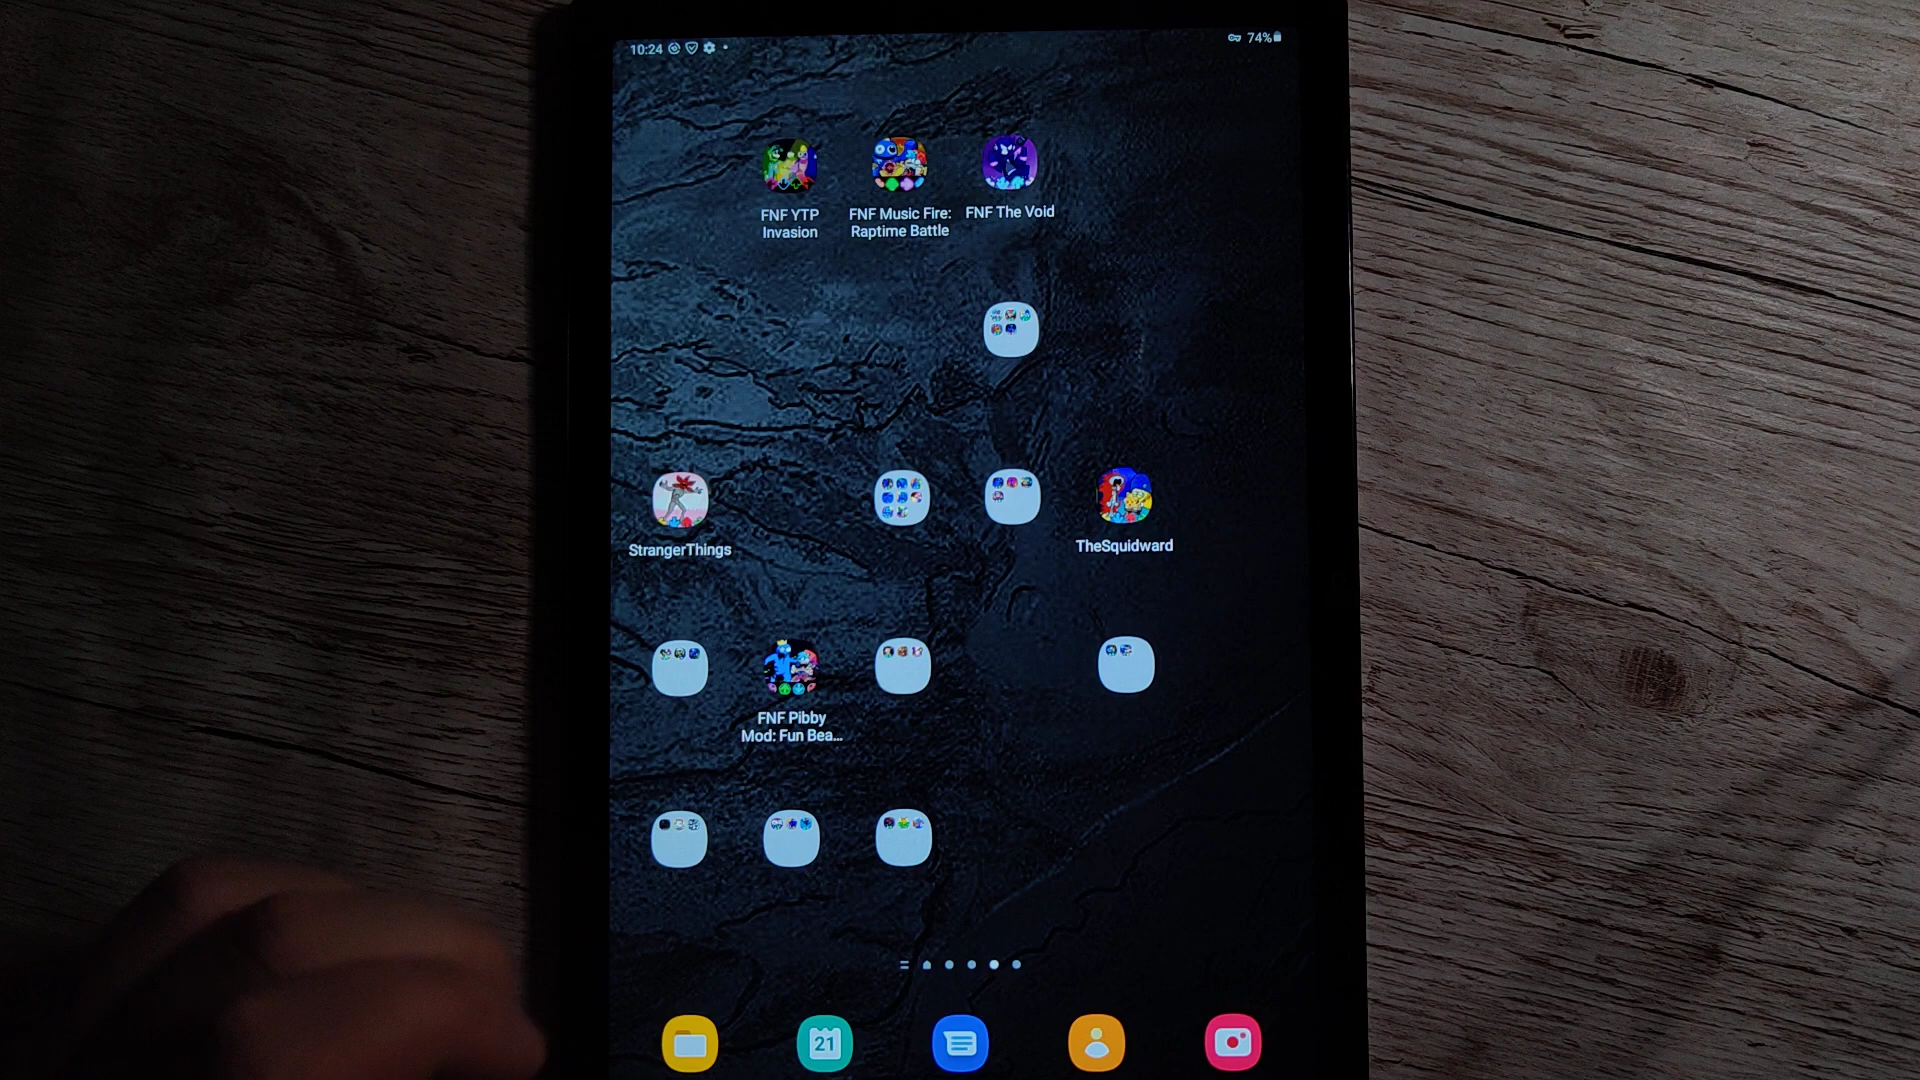 10:24
74%
FNF YTP
Invasion
FNF Music Fire:
Raptime Battle
FNF The Void
StrangerThings
TheSquidward
FNF Pibby
Mod: Fun Bea...
21